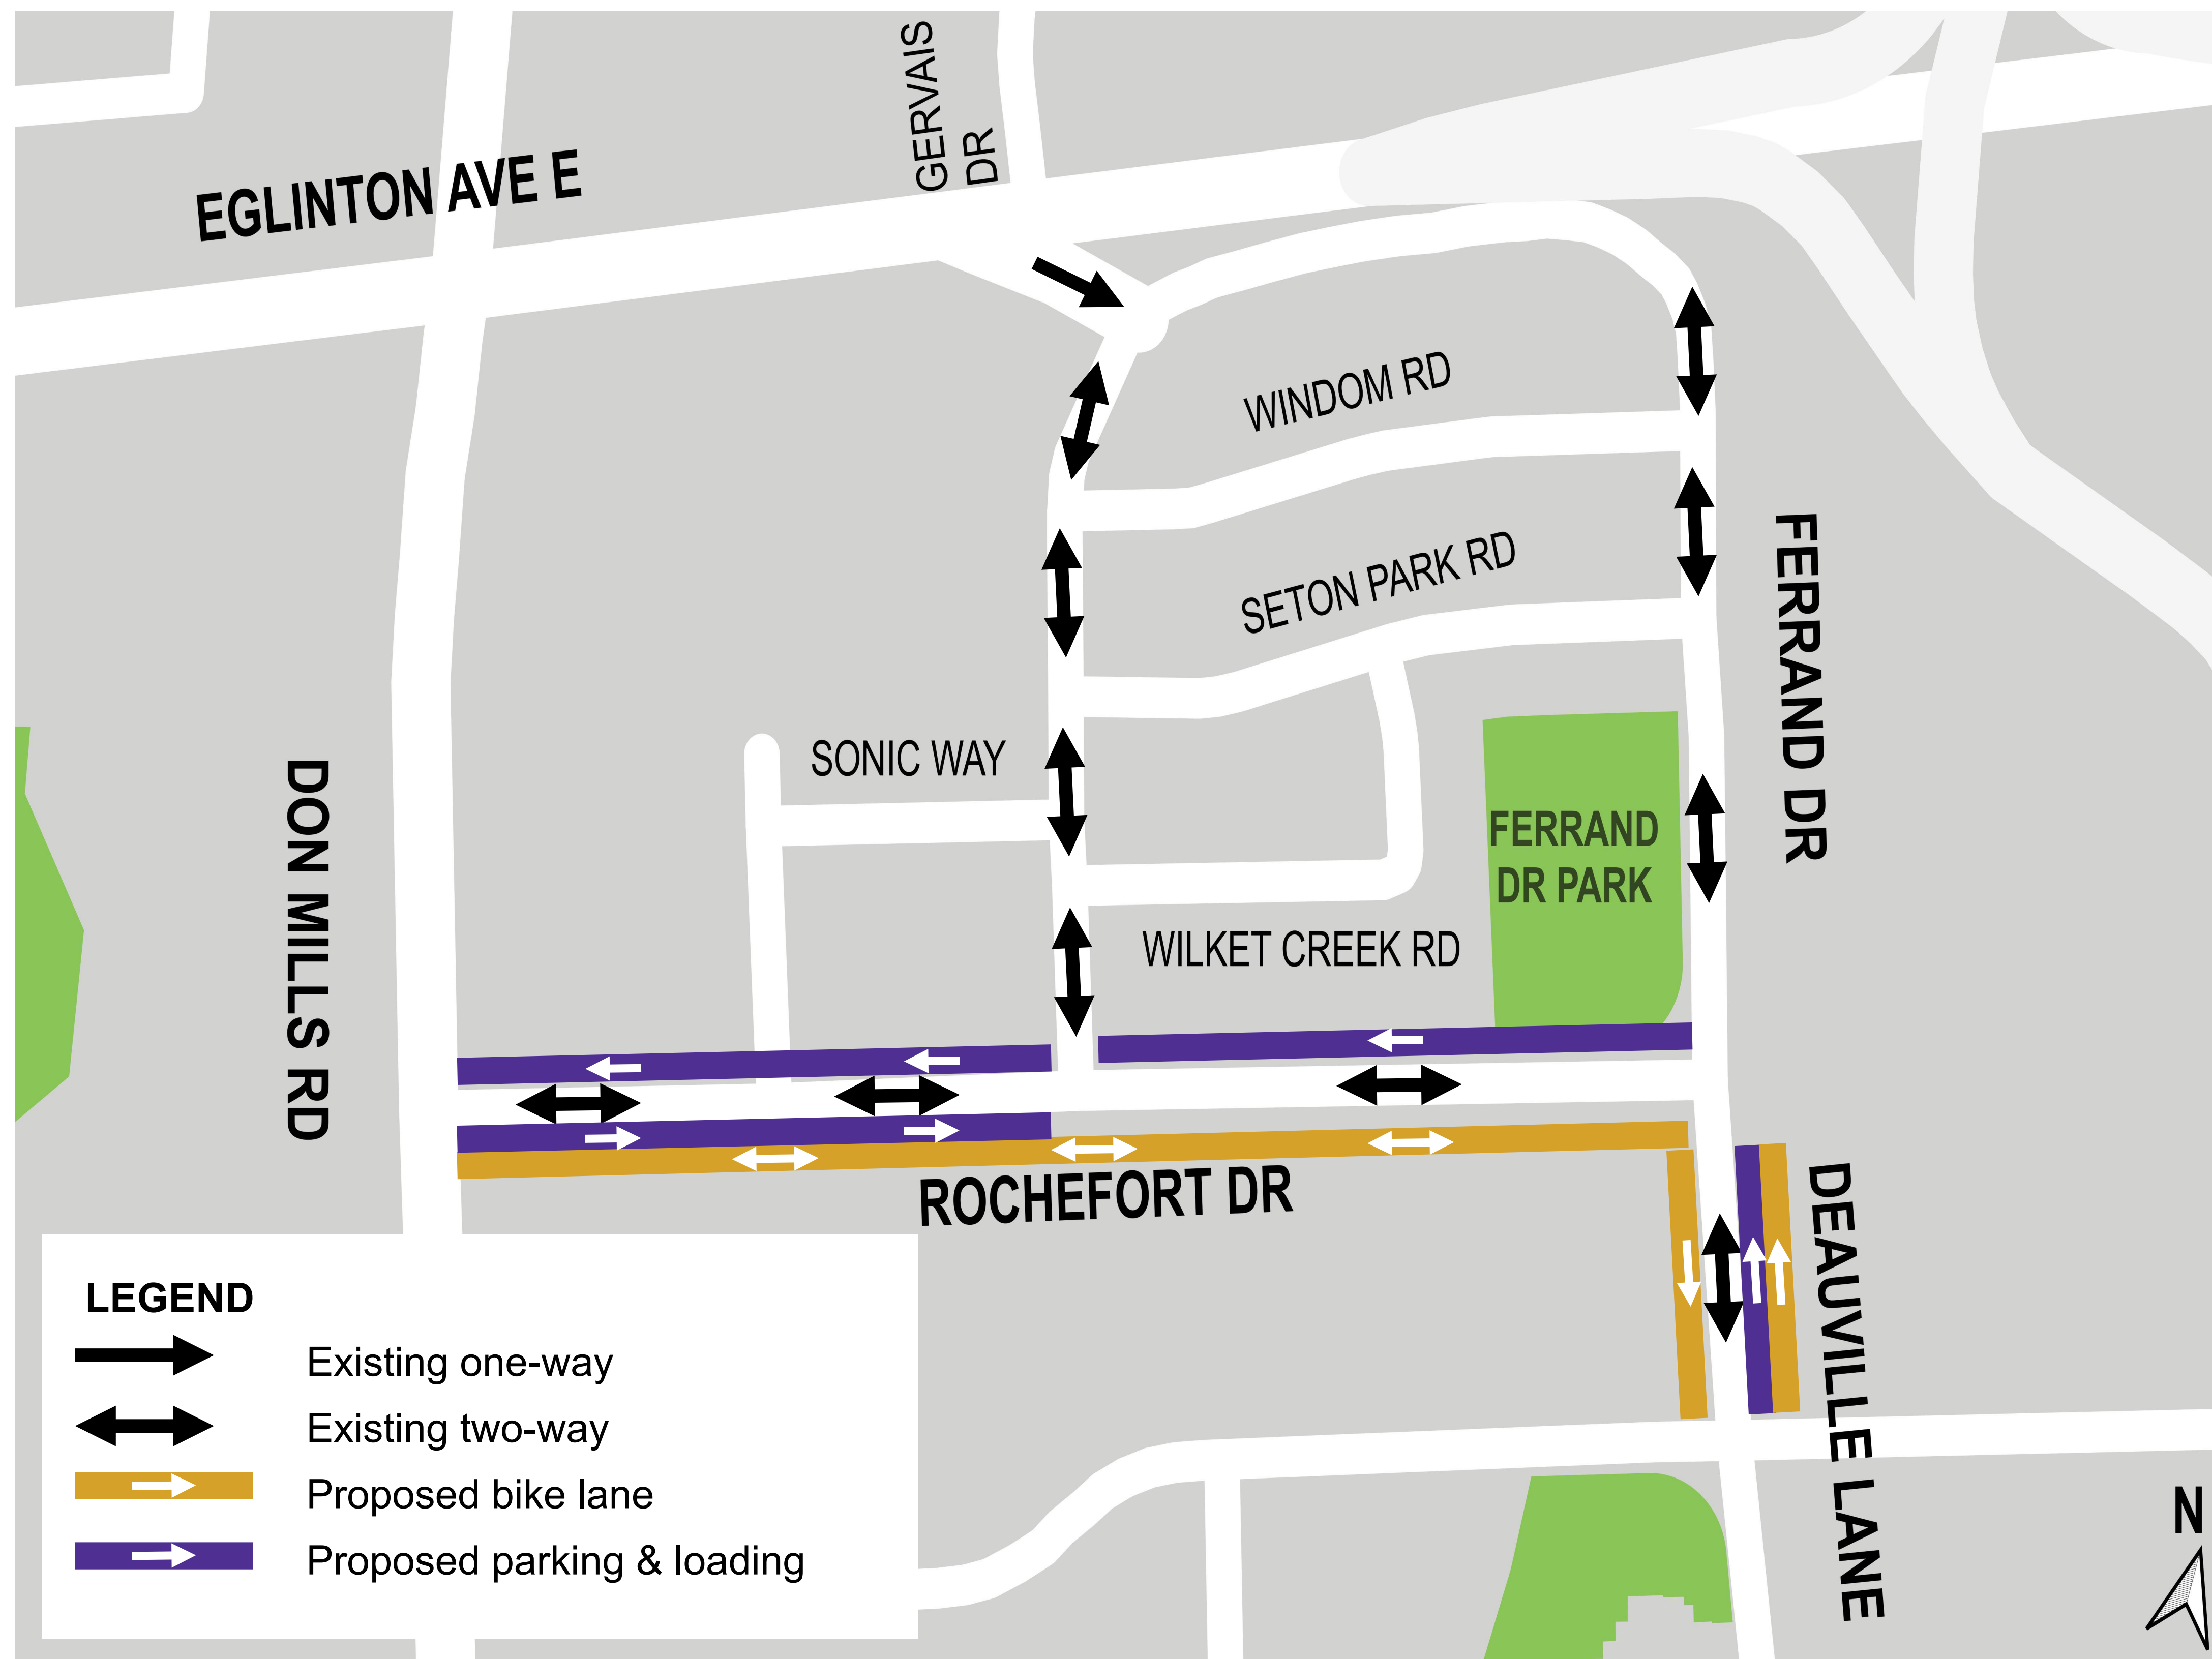 GERVAIS
DR
EGLINTON AVE E
WINDOM RD
SETON PARK RD
FERRAND DR
SONIC WAY
DON MILLS RD
FERRAND
DR PARK
WILKET CREEK RD
ROCHEFORT DR
DEAUVILLE LANE
LEGEND
Existing one-way
Existing two-way
Proposed bike lane
Proposed parking & loading
N